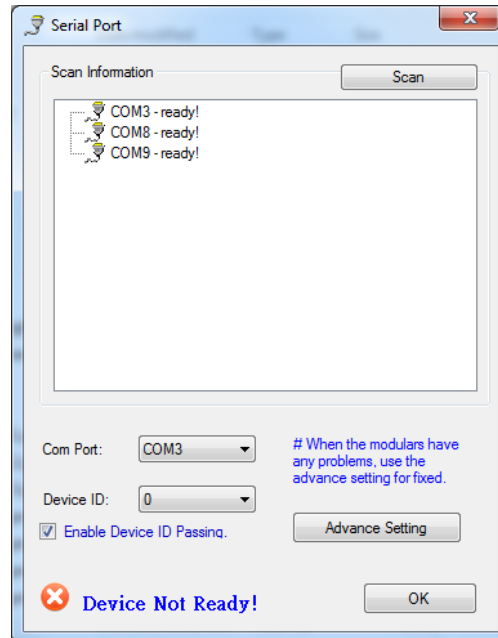 Serial Port
Scan Information
Scan
COM3 - ready!
COM8 - ready!
COM9 - ready!
Com Port:
COM3
# When the modulars have
any problems, use the
advance setting for fixed.
Device ID:
0
Enable Device ID Passing.
Advance Setting
Device Not Ready!
OK